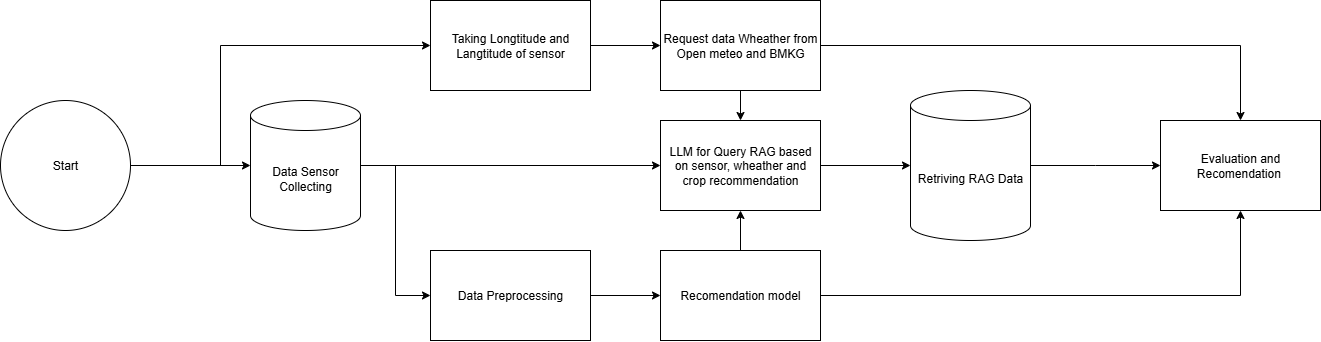 Taking Longtitude and
Langtitude of sensor
Request data Wheather from
Open meteo and BMKG
Start
Data Sensor
Collecting
LLM for Query RAG based
on sensor, wheather and
crop recommendation
Retriving RAG Data
Evaluation and
Recomendation
Data Preprocessing
Recomendation model